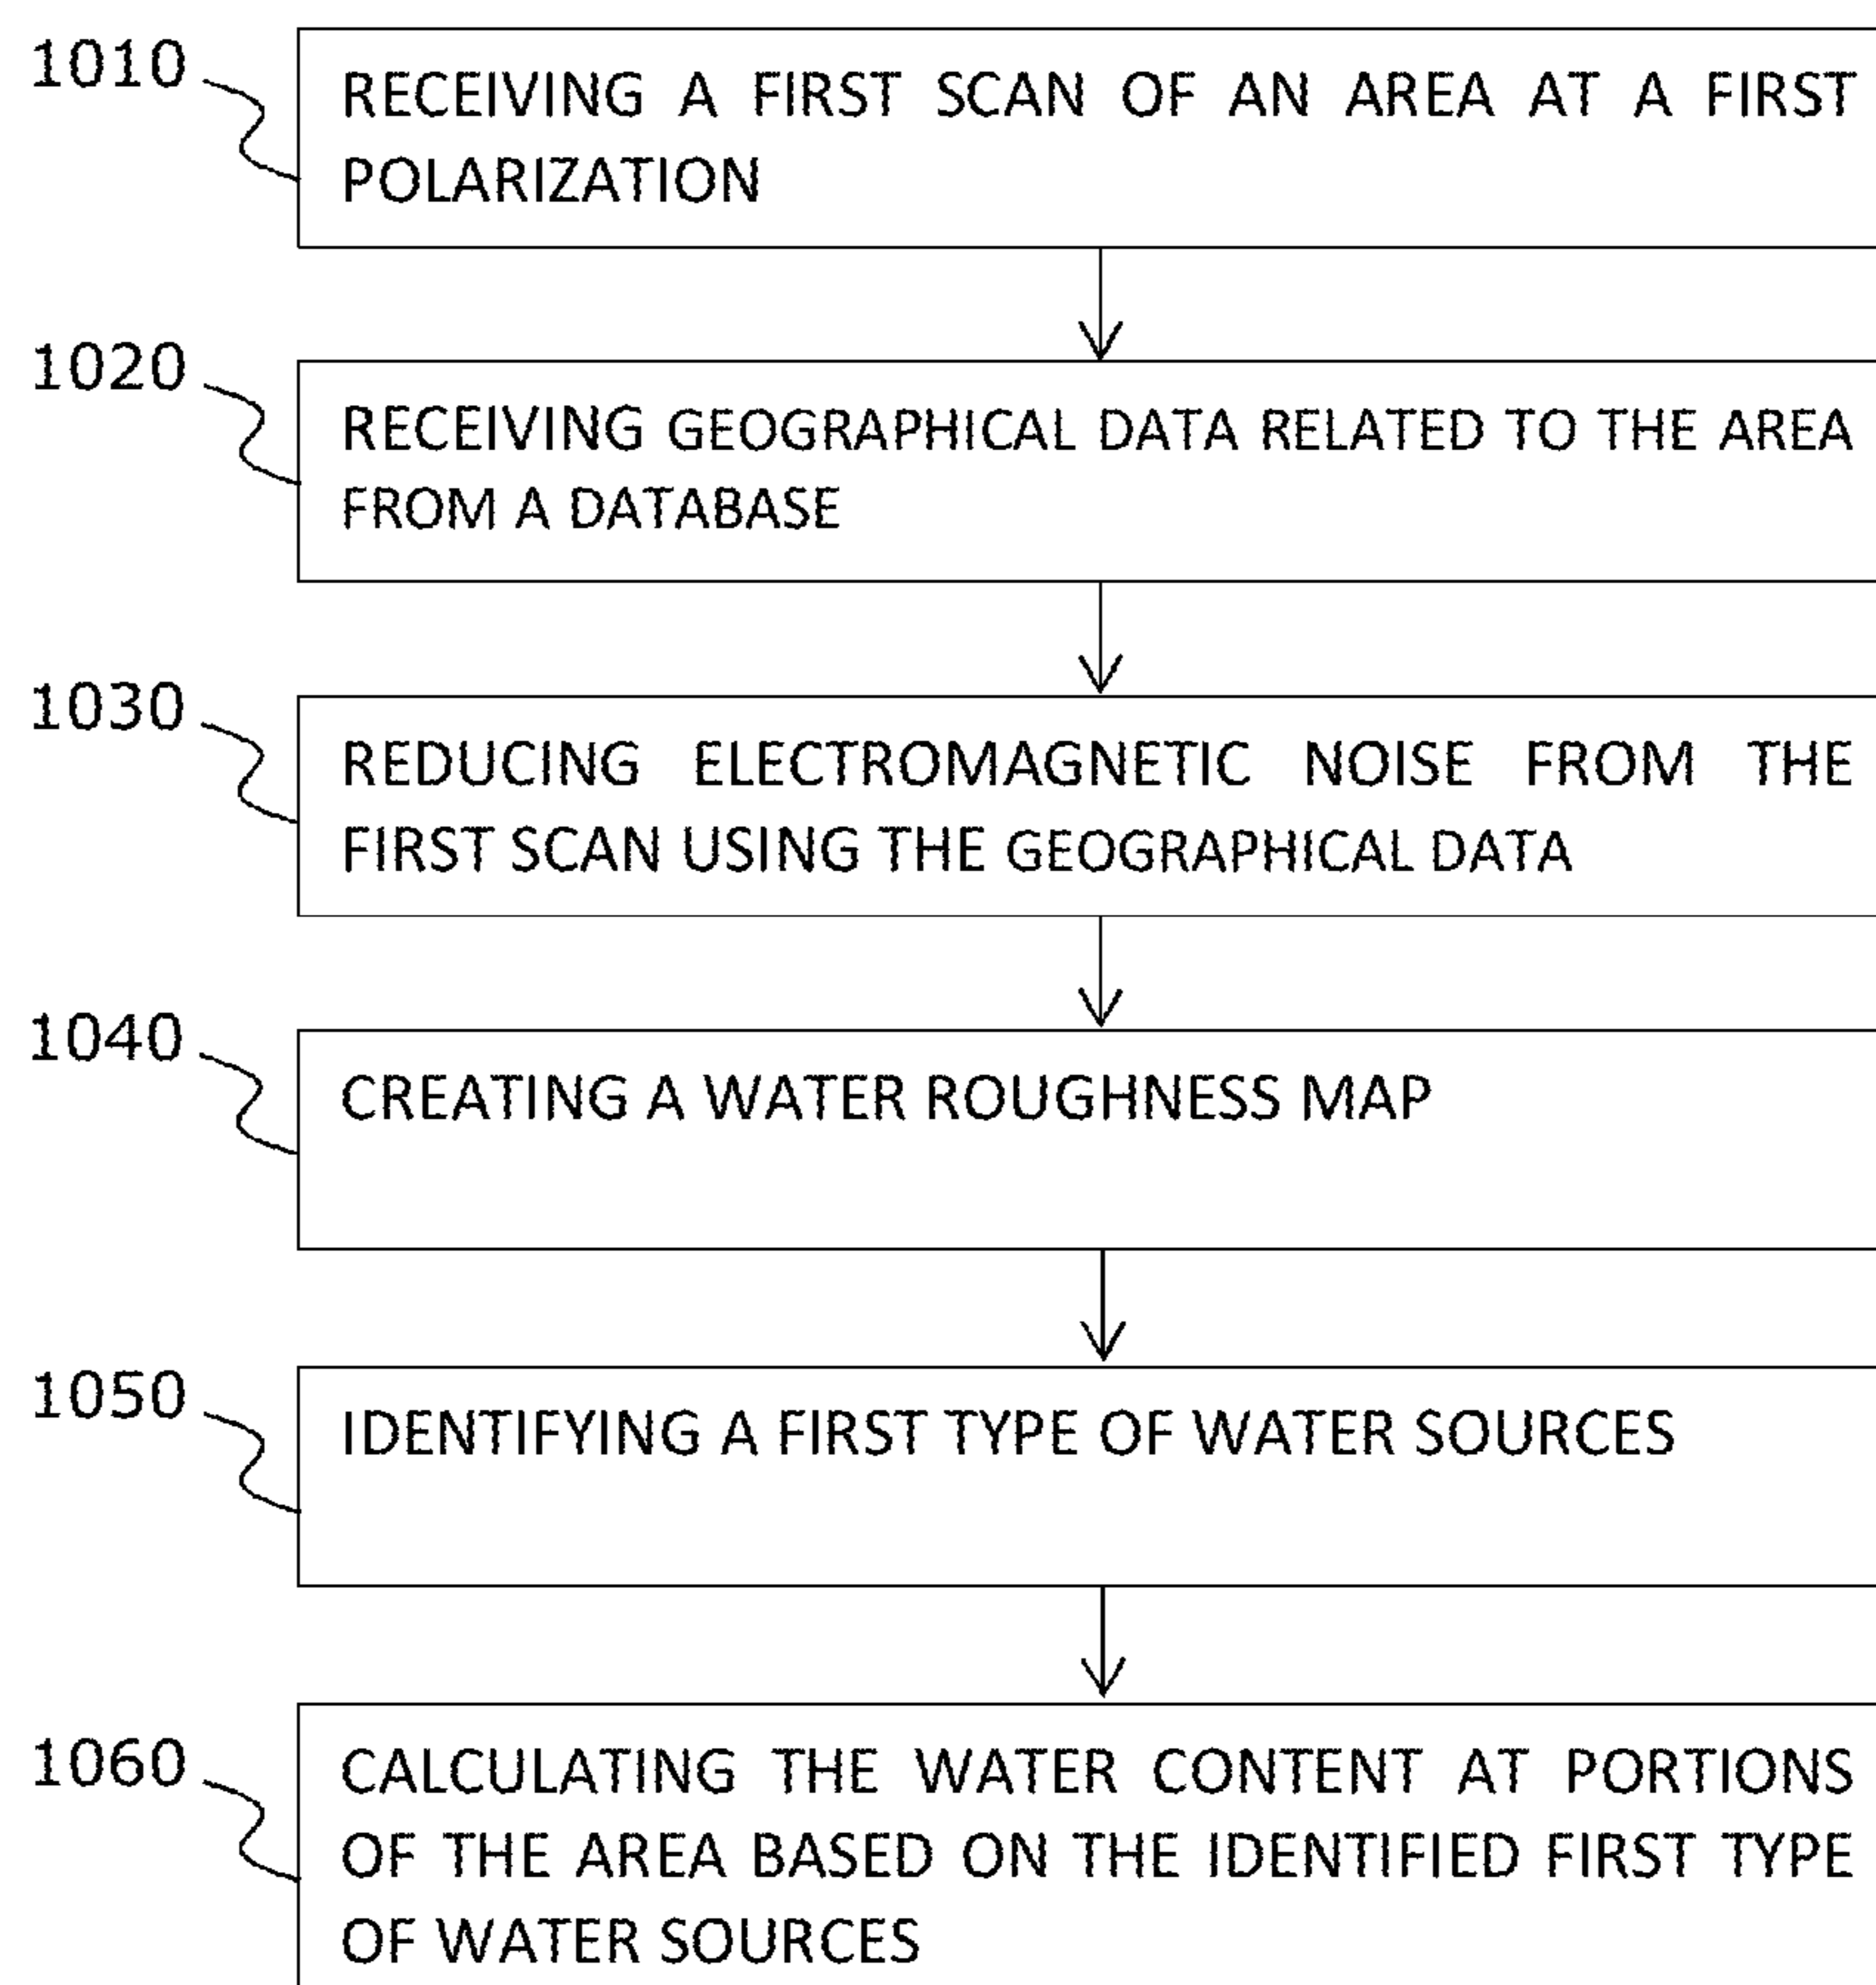 1010
RECEIVING A FIRST SCAN OF AN AREA AT A FIRST
POLARIZATION
1020
RECEIVING GEOGRAPHICAL DATA RELATED TO THE AREA
FROM A DATABASE
1030
REDUCING ELECTROMAGNETIC NOISE FROM THE
FIRST SCAN USING THE GEOGRAPHICAL DATA
1040
CREATING A WATER ROUGHNESS MAP
1050
IDENTIFYING A FIRST TYPE OF WATER SOURCES
1060
CALCULATING THE WATER CONTENT AT PORTIONS
OF THE AREA BASED ON THE IDENTIFIED FIRST TYPE
OF WATER SOURCES